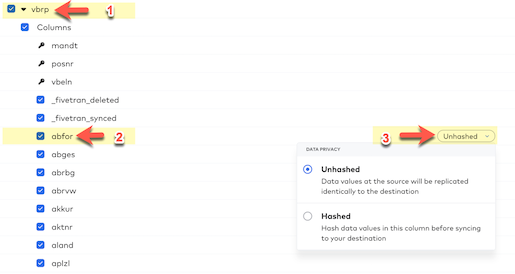 vbrp 1
Columns
mandt
posnr
vbeln
_fivetran_deleted
_fivetran_synced
abfor 2 3 Unhashed
abges
abrbg
abrvw
akkur
aktnr
aland
aplzl
DATA PRIVACY
Unhashed
Data values at the source will be replicated
identically to the destination
Hashed
Hash data values in this column before syncing
to your destination